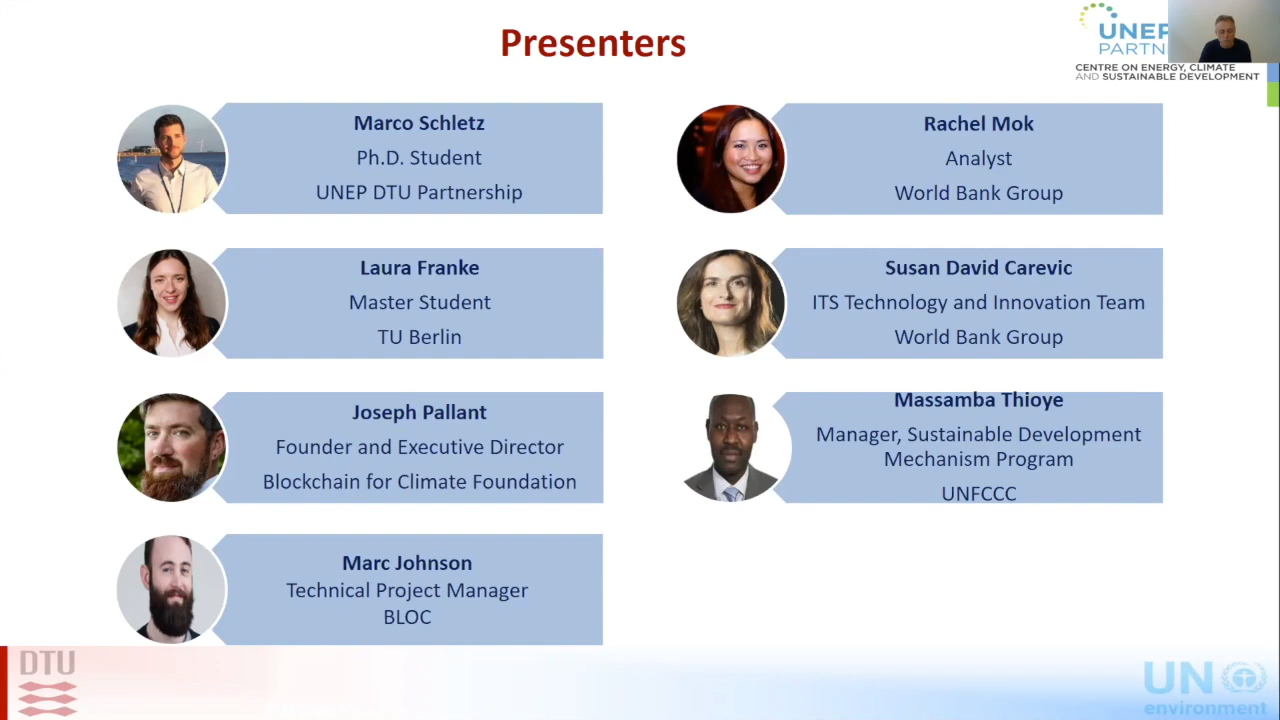 Presenters
UNEP
PARTN
CENTRE ON ENERGY, CLIMATE
AND SUSTAINABLE DEVELOPMENT
Marco Schletz
Ph.D. Student
UNEP DTU Partnership
Rachel Mok
Analyst
World Bank Group
Laura Franke
Master Student
TU Berlin
Susan David Carevic
ITS Technology and Innovation Team
World Bank Group
Joseph Pallant
Founder and Executive Director
Blockchain for Climate Foundation
Massamba Thioye
Manager, Sustainable Development
Mechanism Program
UNFCCC
Marc Johnson
Technical Project Manager
BLOC
DTU
UN
environment